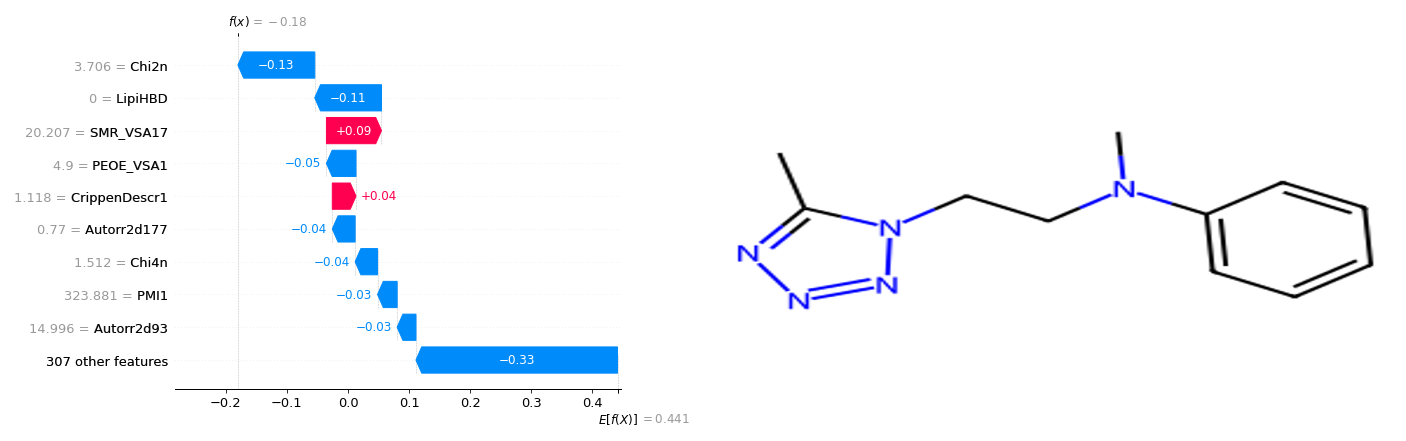 f(x) = −0.18
3.706 = Chi2n
−0.13
0 = LipiHBD
−0.11
20.207 = SMR_VSA17
+0.09
4.9 = PEOE_VSA1
−0.05
1.118 = CrippenDescr1
+0.04
0.77 = Autorr2d177
−0.04
1.512 = Chi4n
−0.04
323.881 = PMI1
−0.03
14.996 = Autorr2d93
−0.03
307 other features
−0.33
−0.2 −0.1 0.0 0.1 0.2 0.3 0.4
E[f(X)] = 0.441
N
N
N
N
N